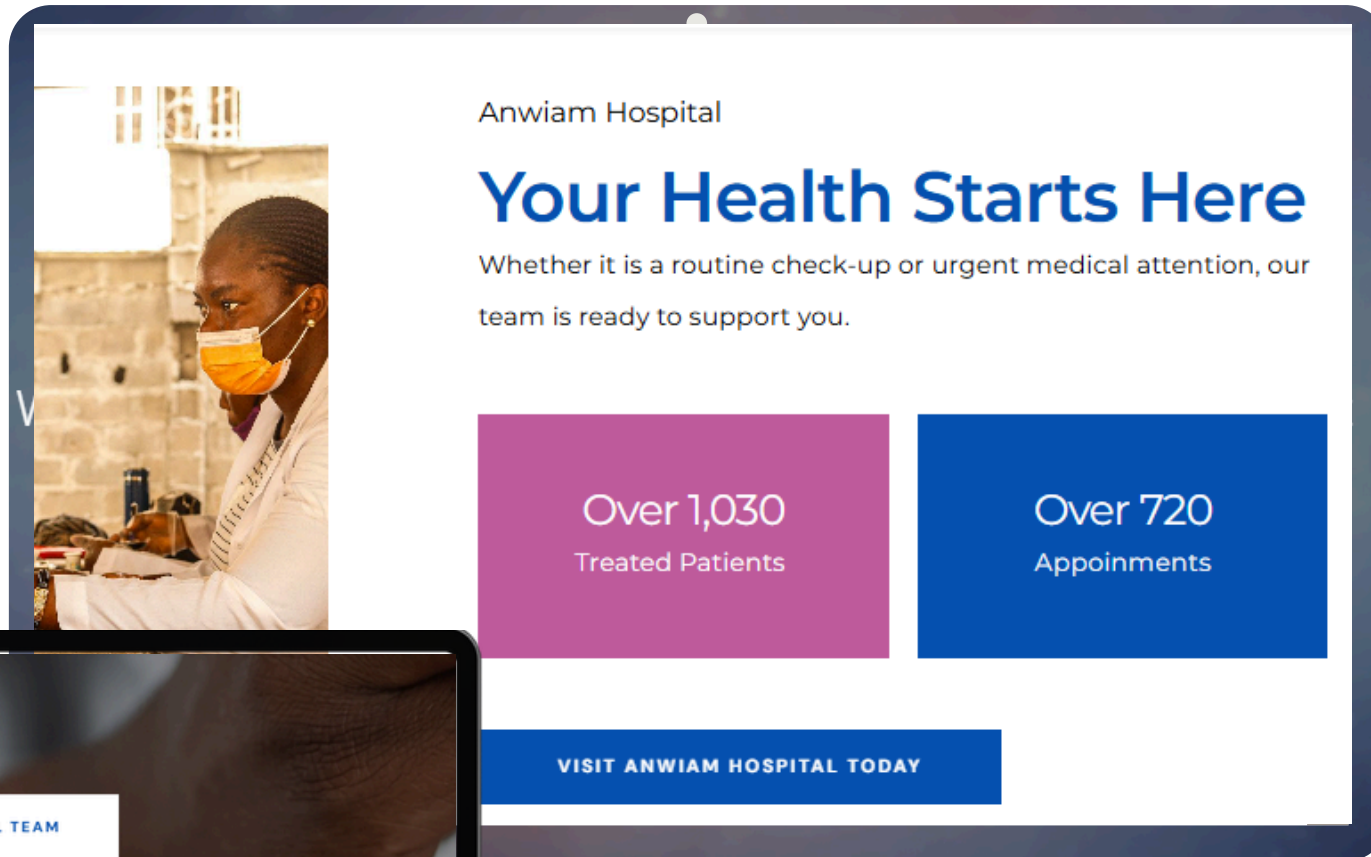 Anwiam Hospital
Your Health Starts Here
Whether it is a routine check-up or urgent medical attention, our
team is ready to support you.
W
Over 1,030
Treated Patients
Over 720
Appoinments
VISIT ANWIAM HOSPITAL TODAY
TEAM